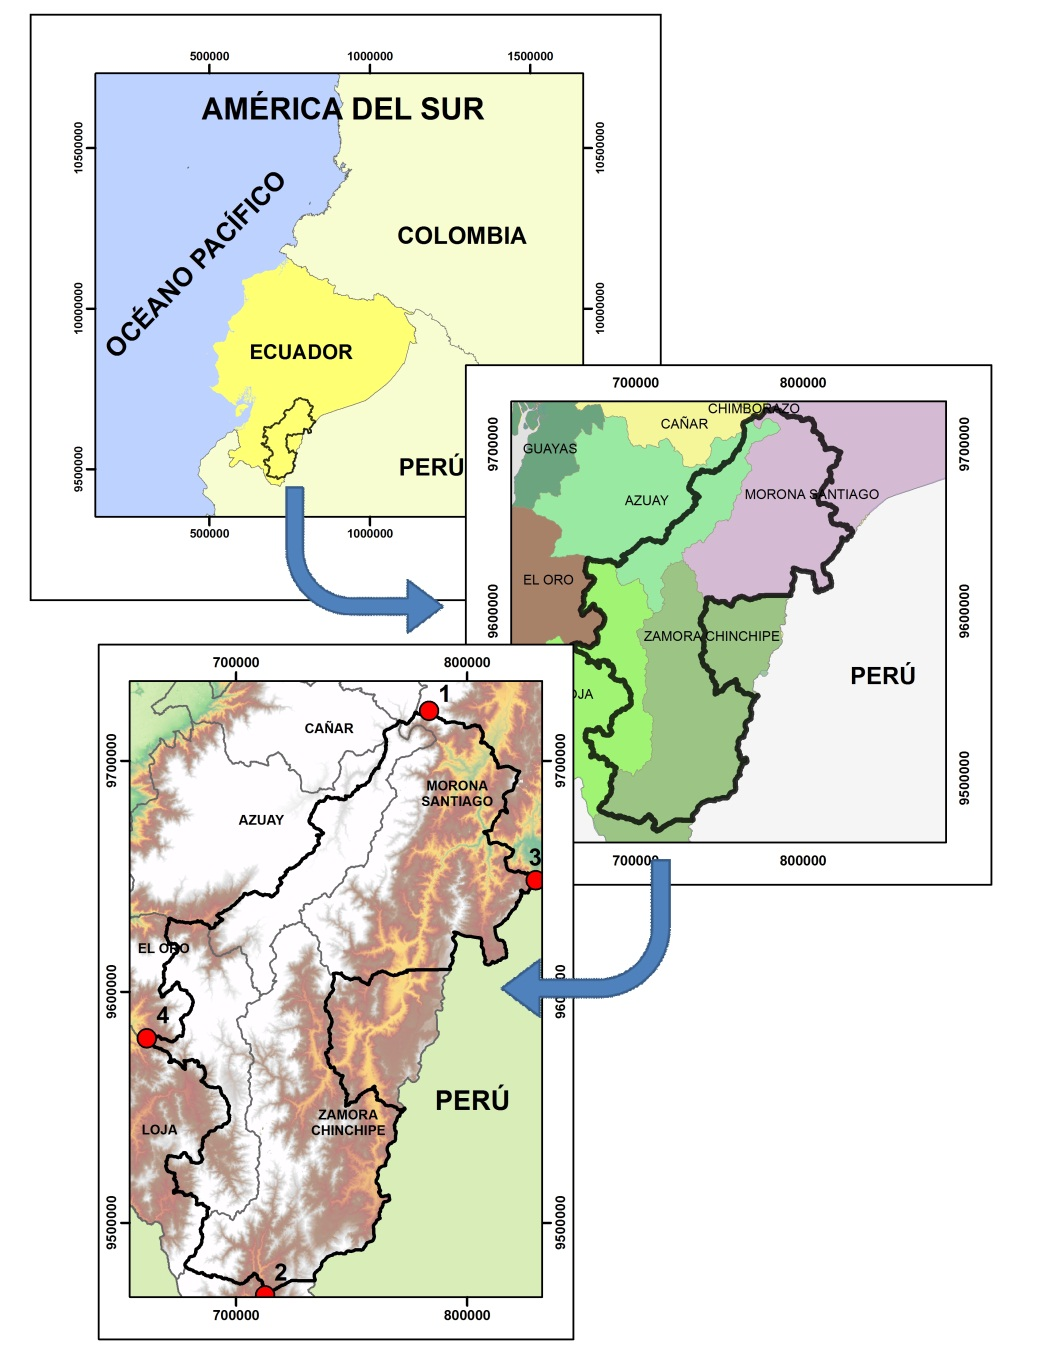 500000
1000000
1500000
AMÉRICA DEL SUR
10500000
10500000
OCÉANO PACÍFICO
COLOMBIA
10000000
10000000
ECUADOR
9500000
PERÚ
500000
1000000
700000
800000
CHIMBORAZO
CAÑAR
GUAYAS
9700000
9700000
AZUAY
MORONA SANTIAGO
EL ORO
9600000
9600000
ZAMORA CHINCHIPE
PERÚ
OJA
9500000
700000
800000
700000
800000
1
CAÑAR
9700000
9700000
MORONA
SANTIAGO
AZUAY
3
EL ORO
9600000
9600000
4
PERÚ
ZAMORA
CHINCHIPE
LOJA
9500000
9500000
2
700000
800000